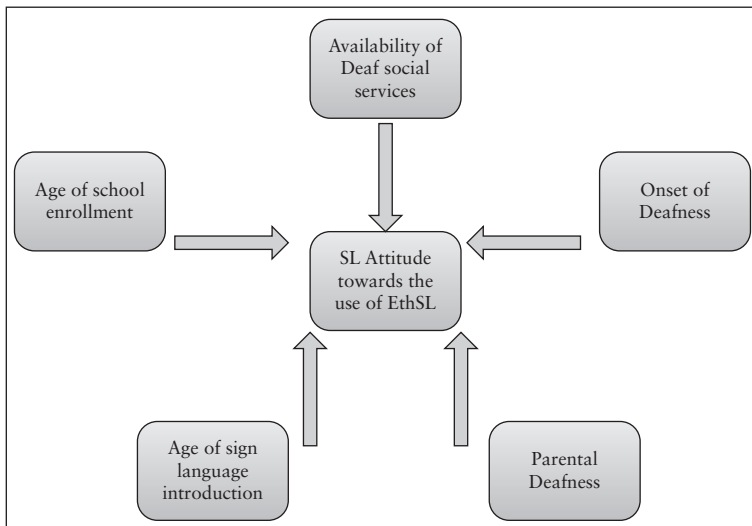 Availability of
Deaf social
services
Age of school
enrollment
Onset of
Deafness
SL Attitude
towards the
use of EthSL
Age of sign
language
introduction
Parental
Deafness